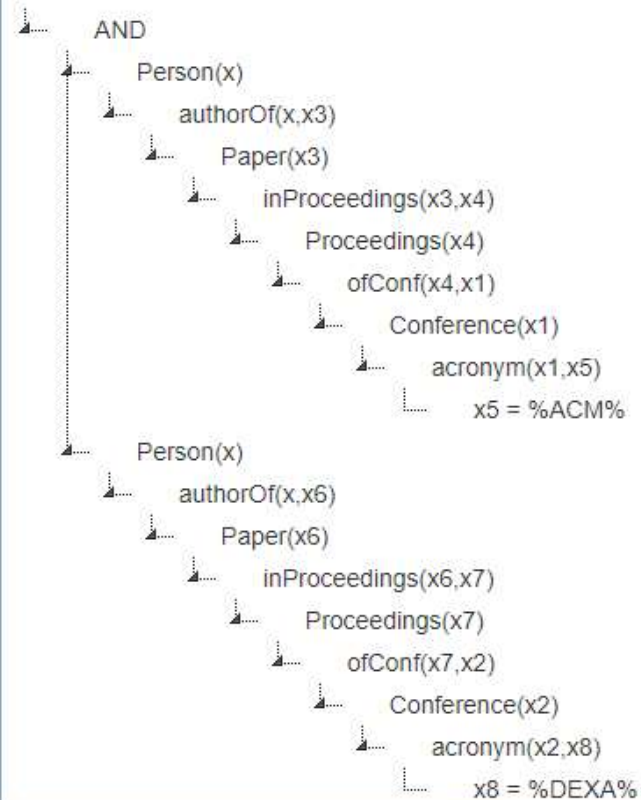 AND
Person(x)
authorOf(x,x3)
Paper(x3)
inProceedings(x3,x4)
Proceedings(x4)
ofConf(x4,x1)
Conference(x1)
acronym(x1,x5)
x5 = %ACM%
Person(x)
authorOf(x,x6)
Paper(x6)
inProceedings(x6,x7)
Proceedings(x7)
ofConf(x7,x2)
Conference(x2)
acronym(x2,x8)
x8 = %DEXA%